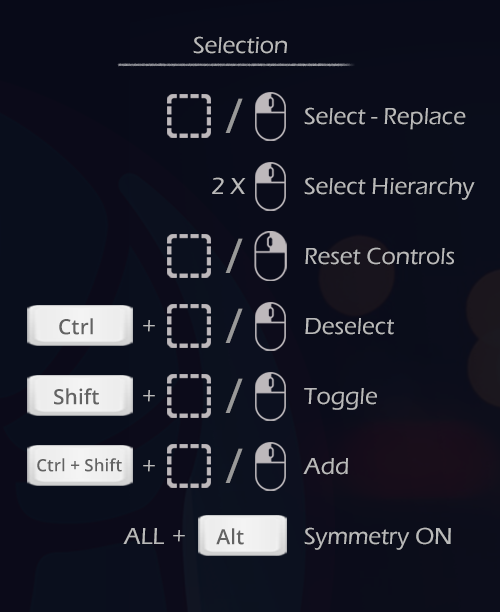 Selection
/ Select - Replace
2 X Select Hierarchy
/ Reset Controls
Ctrl + / Deselect
Shift + / Toggle
Ctrl + Shift + / Add
ALL + Alt Symmetry ON